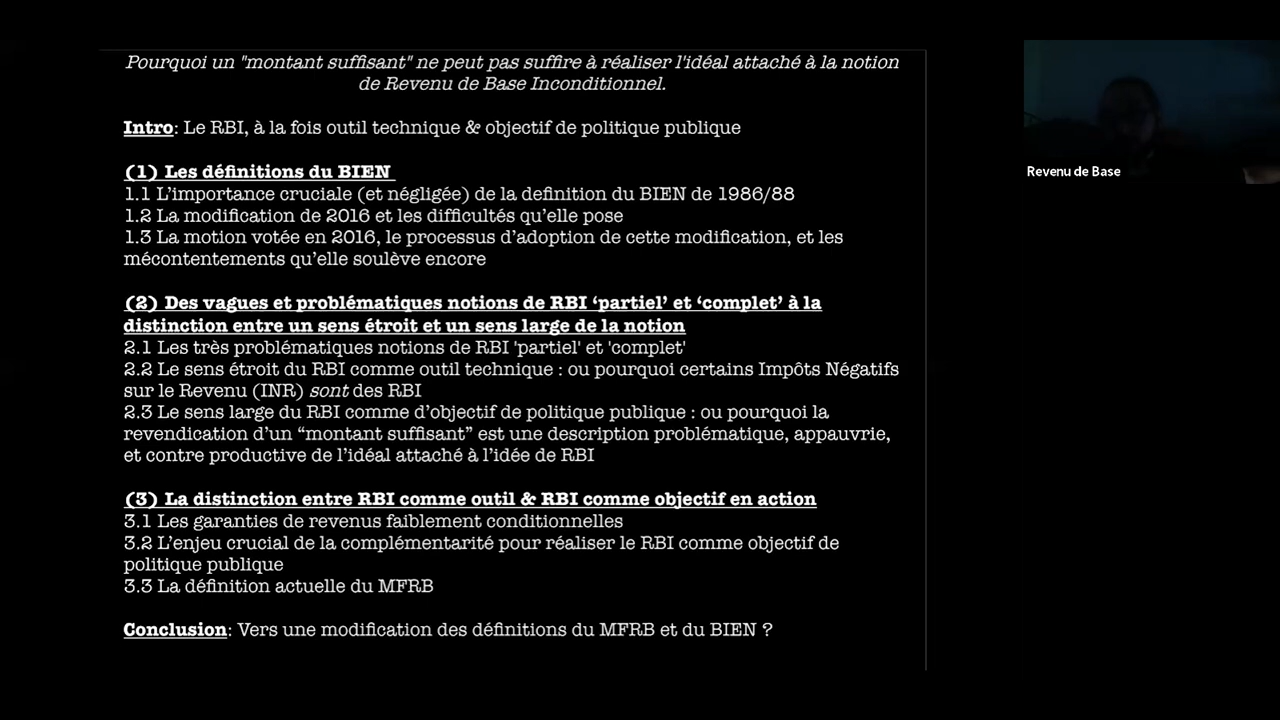 Pourquoi un "montant suffisant" ne peut pas suffire à réaliser l'idéal attaché à la notion
de Revenu de Base Inconditionnel.
Intro: Le RBI, à la fois outil technique & objectif de politique publique
(1) Les définitions du BIEN
1.1 L’importance cruciale (et négligée) de la definition du BIEN de 1986/88
1.2 La modification de 2016 et les difficultés qu’elle pose
1.3 La motion votée en 2016, le processus d’adoption de cette modification, et les
mécontentements qu’elle soulève encore
(2) Des vagues et problématiques notions de RBI ‘partiel’ et ‘complet’ à la
distinction entre un sens étroit et un sens large de la notion
2.1 Les très problématiques notions de RBI 'partiel' et 'complet'
2.2 Le sens étroit du RBI comme outil technique : ou pourquoi certains Impôts Négatifs
sur le Revenu (INR) sont des RBI
2.3 Le sens large du RBI comme d’objectif de politique publique : ou pourquoi la
revendication d’un “montant suffisant” est une description problématique, appauvrie,
et contre productive de l’idéal attaché à l’idée de RBI
(3) La distinction entre RBI comme outil & RBI comme objectif en action
3.1 Les garanties de revenus faiblement conditionnelles
3.2 L’enjeu crucial de la complémentarité pour réaliser le RBI comme objectif de
politique publique
3.3 La définition actuelle du MFRB
Conclusion: Vers une modification des définitions du MFRB et du BIEN ?
Revenu de Base